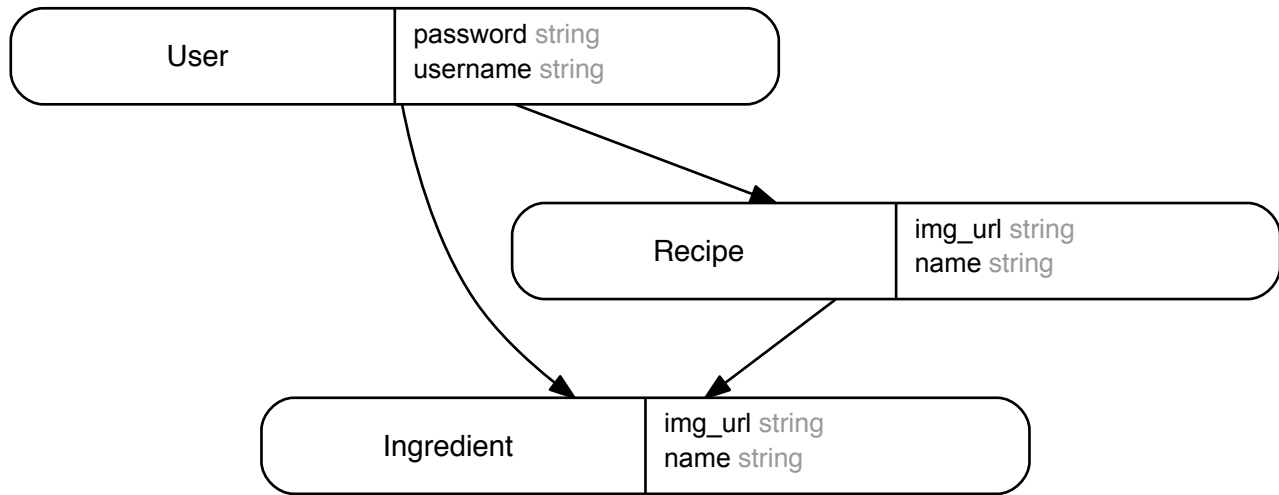 User
password string
username string
Recipe
img_url string
name string
Ingredient
img_url string
name string